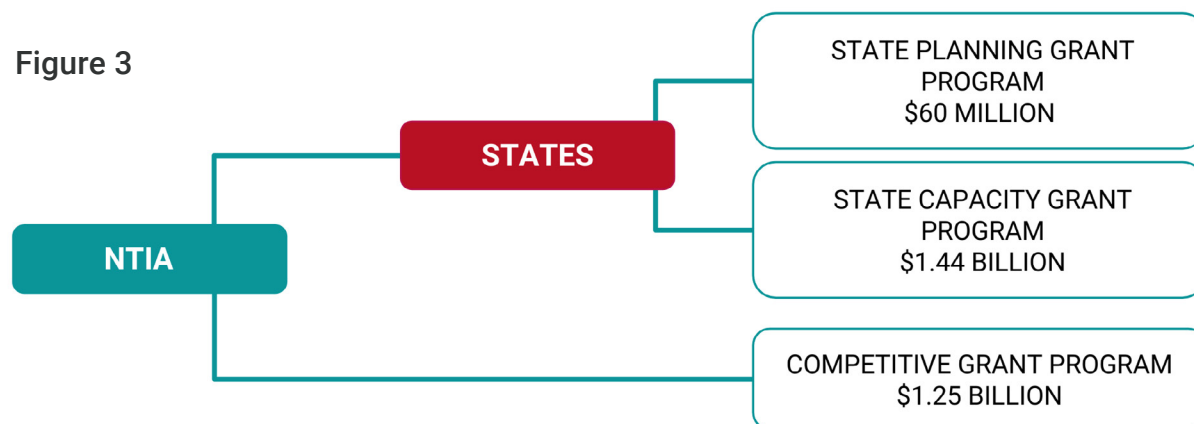 Figure 3
STATE PLANNING GRANT
PROGRAM
$60 MILLION
STATES
STATE CAPACITY GRANT
PROGRAM
$1.44 BILLION
NTIA
COMPETITIVE GRANT PROGRAM
$1.25 BILLION